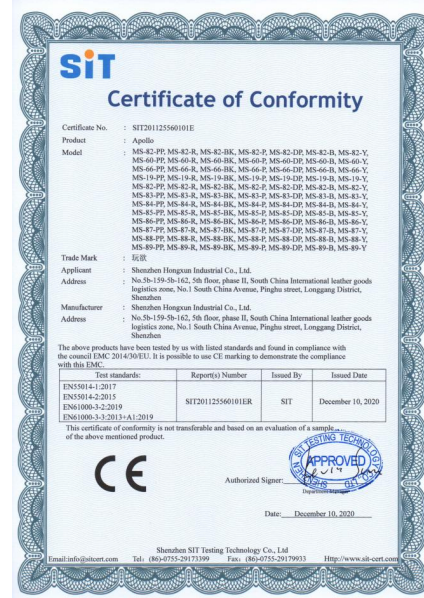 SiT
Certificate of Conformity
Certificate No. : SIT201125560101E
Product : Apollo
Model : MS-82-PP, MS-82-R, MS-82-BK, MS-82-P, MS-82-DP, MS-82-B, MS-82-Y,
MS-60-PP, MS-60-R, MS-60-BK, MS-60-P, MS-60-DP, MS-60-B, MS-60-Y,
MS-66-PP, MS-66-R, MS-66-BK, MS-66-P, MS-66-DP, MS-66-B, MS-66-Y,
MS-19-PP, MS-19-R, MS-19-BK, MS-19-P, MS-19-DP, MS-19-B, MS-19-Y,
MS-82-PP, MS-82-R, MS-82-BK, MS-82-P, MS-82-DP, MS-82-B, MS-82-Y,
MS-83-PP, MS-83-R, MS-83-BK, MS-83-P, MS-83-DP, MS-83-B, MS-83-Y,
MS-84-PP, MS-84-R, MS-84-BK, MS-84-P, MS-84-DP, MS-84-B, MS-84-Y,
MS-85-PP, MS-85-R, MS-85-BK, MS-85-P, MS-85-DP, MS-85-B, MS-85-Y,
MS-86-PP, MS-86-R, MS-86-BK, MS-86-P, MS-86-DP, MS-86-B, MS-86-Y,
MS-87-PP, MS-87-R, MS-87-BK, MS-87-P, MS-87-DP, MS-87-B, MS-87-Y,
MS-88-PP, MS-88-R, MS-88-BK, MS-88-P, MS-88-DP, MS-88-B, MS-88-Y,
MS-89-PP, MS-89-R, MS-89-BK, MS-89-P, MS-89-DP, MS-89-B, MS-89-Y
Trade Mark : 玩欲
Applicant : Shenzhen Hongxun Industrial Co., Ltd.
Address : No.5b-159-5b-162, 5th floor, phase II, South China International leather goods
logistics zone, No.1 South China Avenue, Pinghu street, Longgang District,
Shenzhen
Manufacturer : Shenzhen Hongxun Industrial Co., Ltd.
Address : No.5b-159-5b-162, 5th floor, phase II, South China International leather goods
logistics zone, No.1 South China Avenue, Pinghu street, Longgang District,
Shenzhen
The above products have been tested by us with listed standards and found in compliance with
the council EMC 2014/30/EU. It is possible to use CE marking to demonstrate the compliance
with this EMC.
Test standards: Report(s) Number Issued By Issued Date
EN55014-1:2017
EN55014-2:2015
EN61000-3-2:2019
EN61000-3-3:2013+A1:2019
SIT201125560101ER SIT December 10, 2020
This certificate of conformity is not transferable and based on an evaluation of a sample
of the above mentioned product.
CE
SIT TESTING TECHNOLOGY
APPROVED
Authorized Signer:
Department Manager
Date: December 10, 2020
Shenzhen SIT Testing Technology Co., Ltd
Email:info@sitcert.com Tel: (86)-0755-29173399 Fax: (86)-0755-29179933 Http://www.sit-cert.com